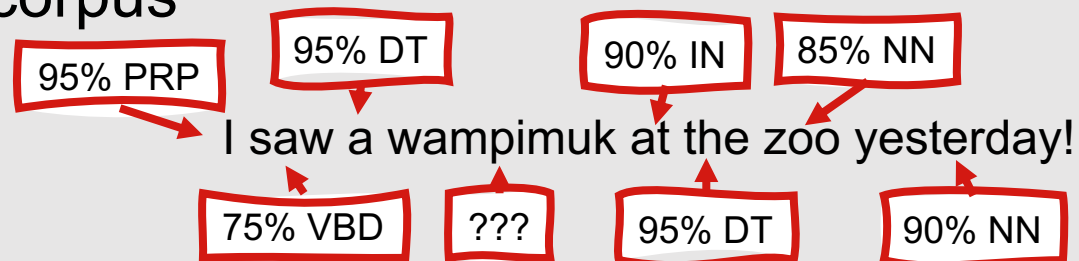 corpus
95% PRP
95% DT
90% IN
85% NN
I saw a wampimuk at the zoo yesterday!
75% VBD
???
95% DT
90% NN